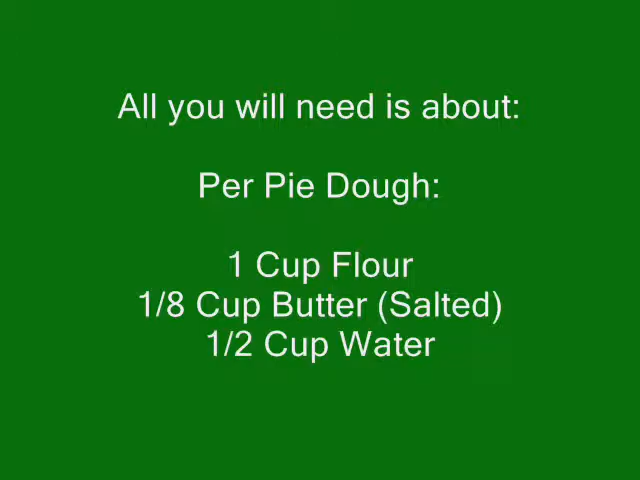 All you will need is about:
Per Pie Dough:
1 Cup Flour
1/8 Cup Butter (Salted)
1/2 Cup Water